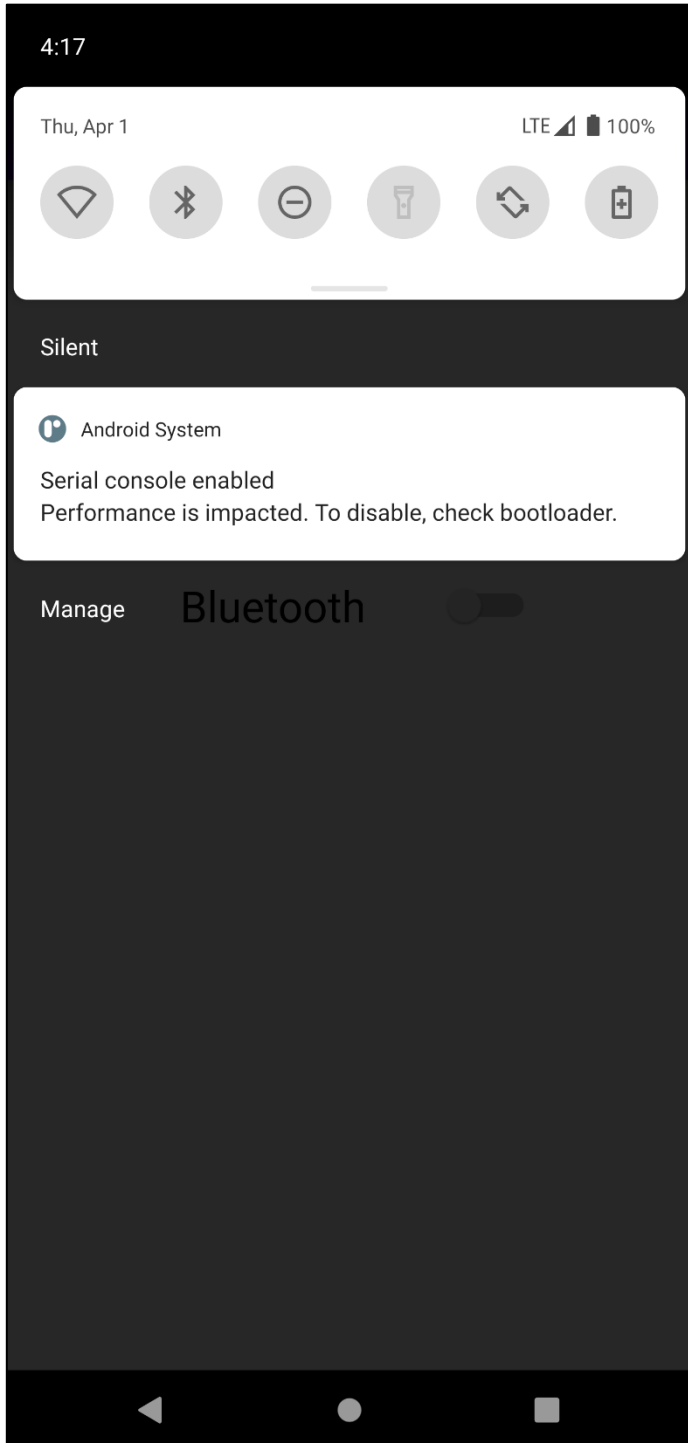 4:17
Thu, Apr 1
LTE 100%
Silent
Android System
Serial console enabled
Performance is impacted. To disable, check bootloader.
Manage
Bluetooth